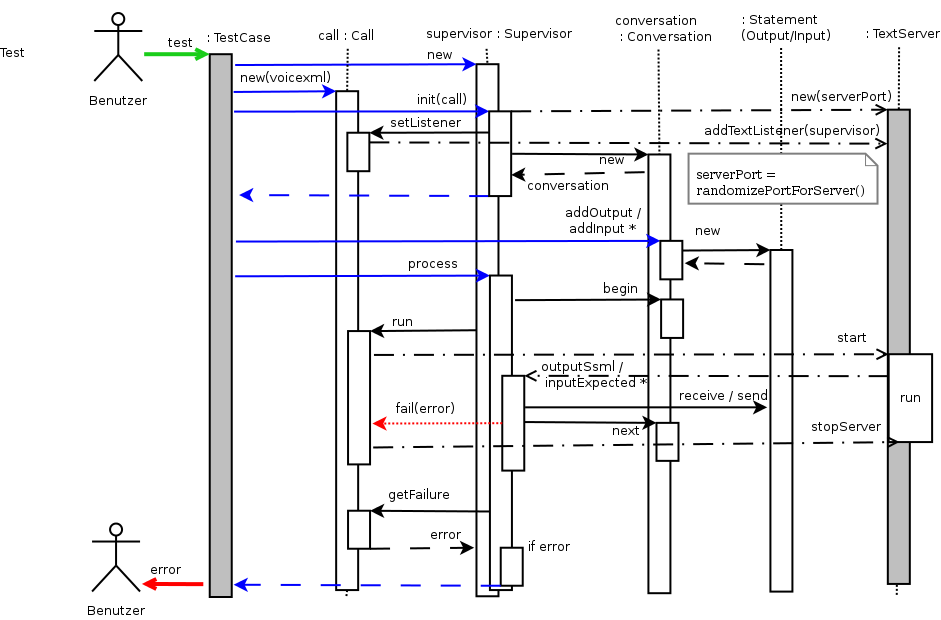 conversation
: Conversation
: Statement
(Output/Input)
call : Call
supervisor : Supervisor
: TextServer
: TestCase
test
Test
new
Benutzer
new(voicexml)
init(call)
new(serverPort)
setListener
addTextListener(supervisor)
new
serverPort =
randomizePortForServer()
conversation
addOutput /
addInput *
new
process
begin
run
start
outputSsml /
inputExpected *
receive / send
run
fail(error)
next
stopServer
getFailure
error
if error
error
Benutzer